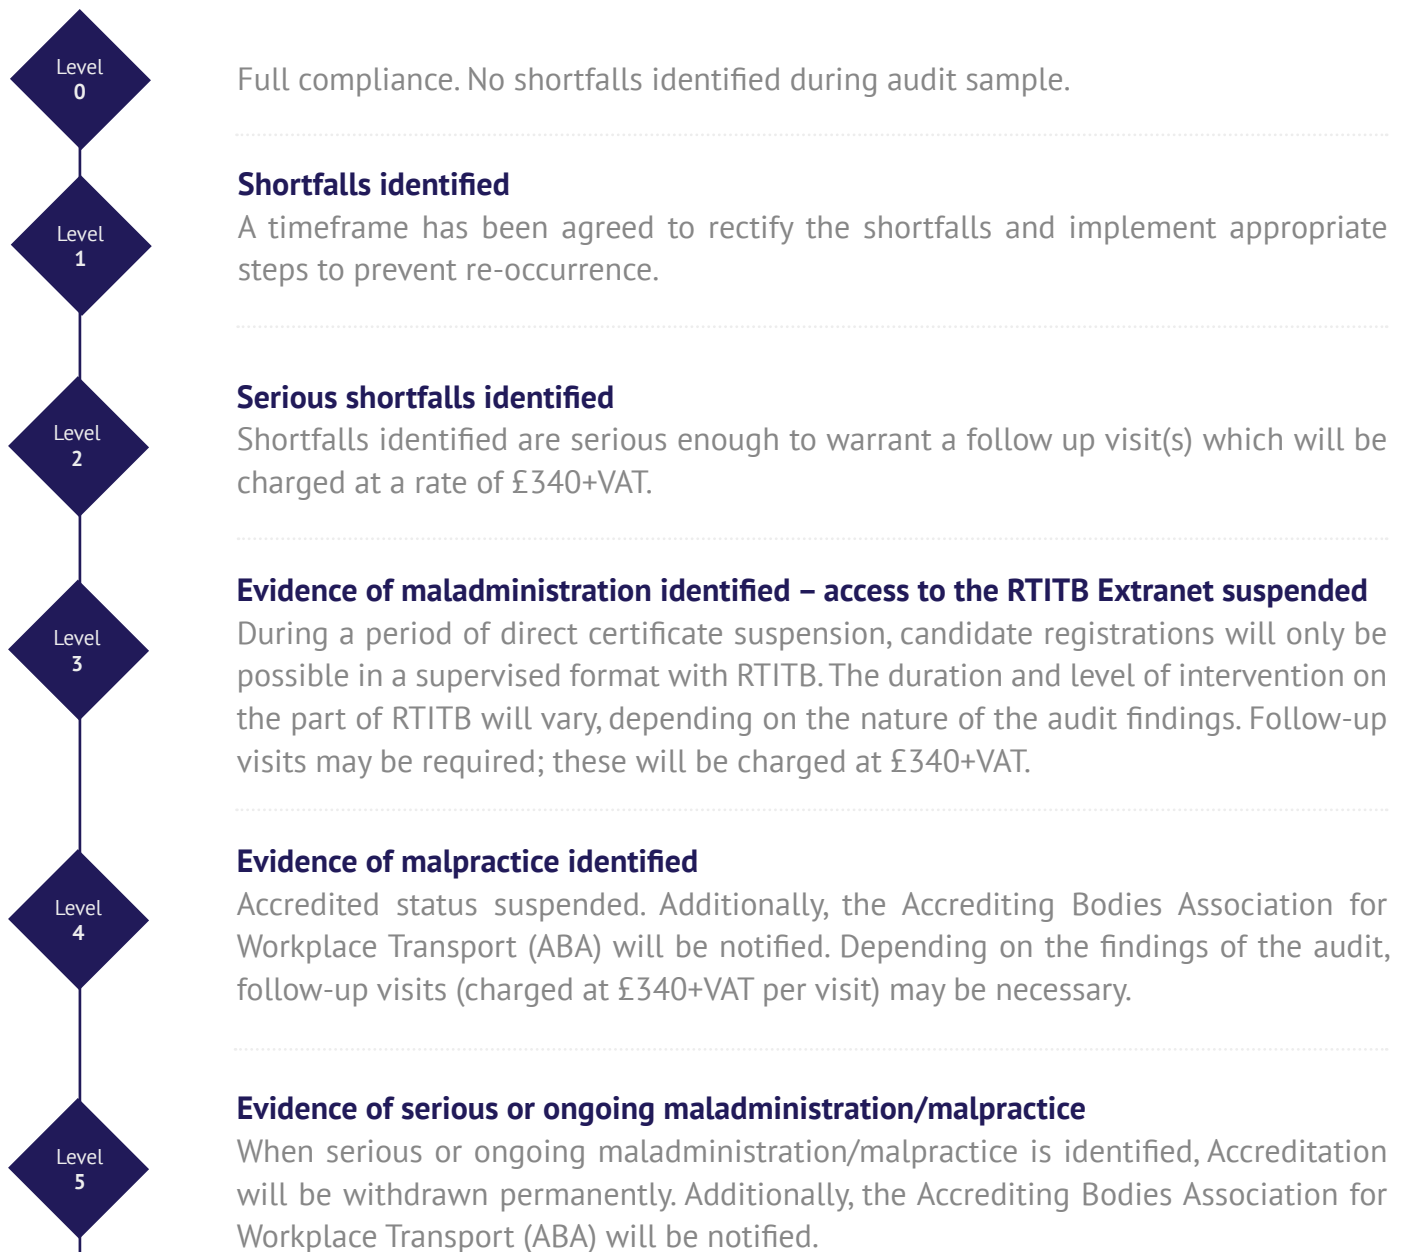 Level
0
Full compliance. No shortfalls identified during audit sample.
Level
1
Shortfalls identified
A timeframe has been agreed to rectify the shortfalls and implement appropriate
steps to prevent re-occurrence.
Level
2
Serious shortfalls identified
Shortfalls identified are serious enough to warrant a follow up visit(s) which will be
charged at a rate of £340+VAT.
Level
3
Evidence of maladministration identified – access to the RTITB Extranet suspended
During a period of direct certificate suspension, candidate registrations will only be
possible in a supervised format with RTITB. The duration and level of intervention on
the part of RTITB will vary, depending on the nature of the audit findings. Follow-up
visits may be required; these will be charged at £340+VAT.
Level
4
Evidence of malpractice identified
Accredited status suspended. Additionally, the Accrediting Bodies Association for
Workplace Transport (ABA) will be notified. Depending on the findings of the audit,
follow-up visits (charged at £340+VAT per visit) may be necessary.
Level
5
Evidence of serious or ongoing maladministration/malpractice
When serious or ongoing maladministration/malpractice is identified, Accreditation
will be withdrawn permanently. Additionally, the Accrediting Bodies Association for
Workplace Transport (ABA) will be notified.